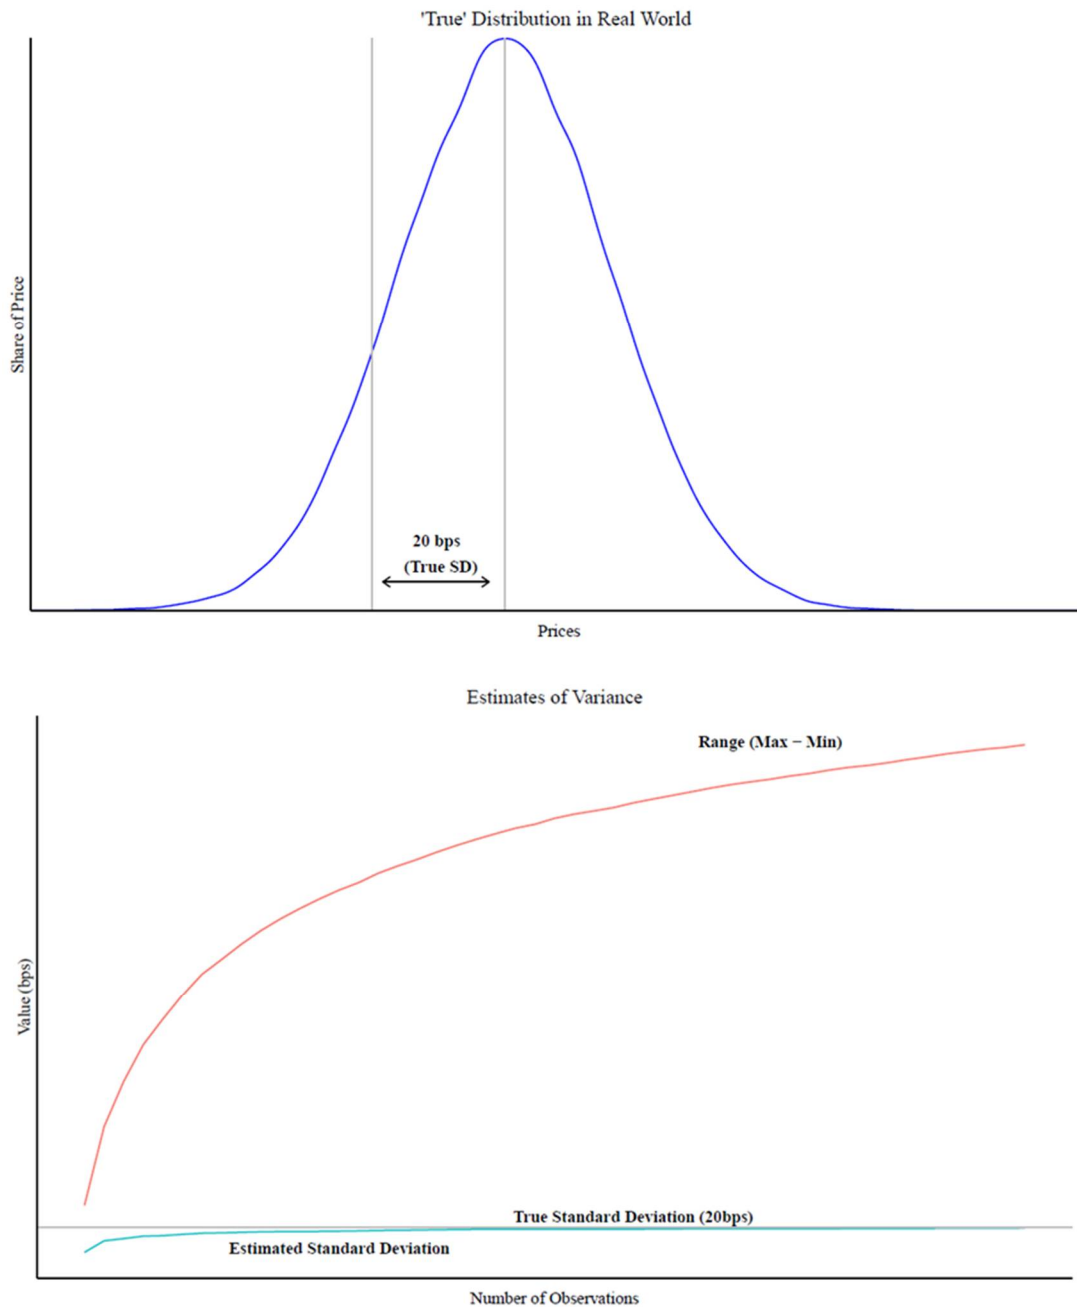 'True' Distribution in Real World
Share of Price
20 bps
(True SD)
Prices
Estimates of Variance
Range (Max − Min)
Value (bps)
True Standard Deviation (20bps)
Estimated Standard Deviation
Number of Observations